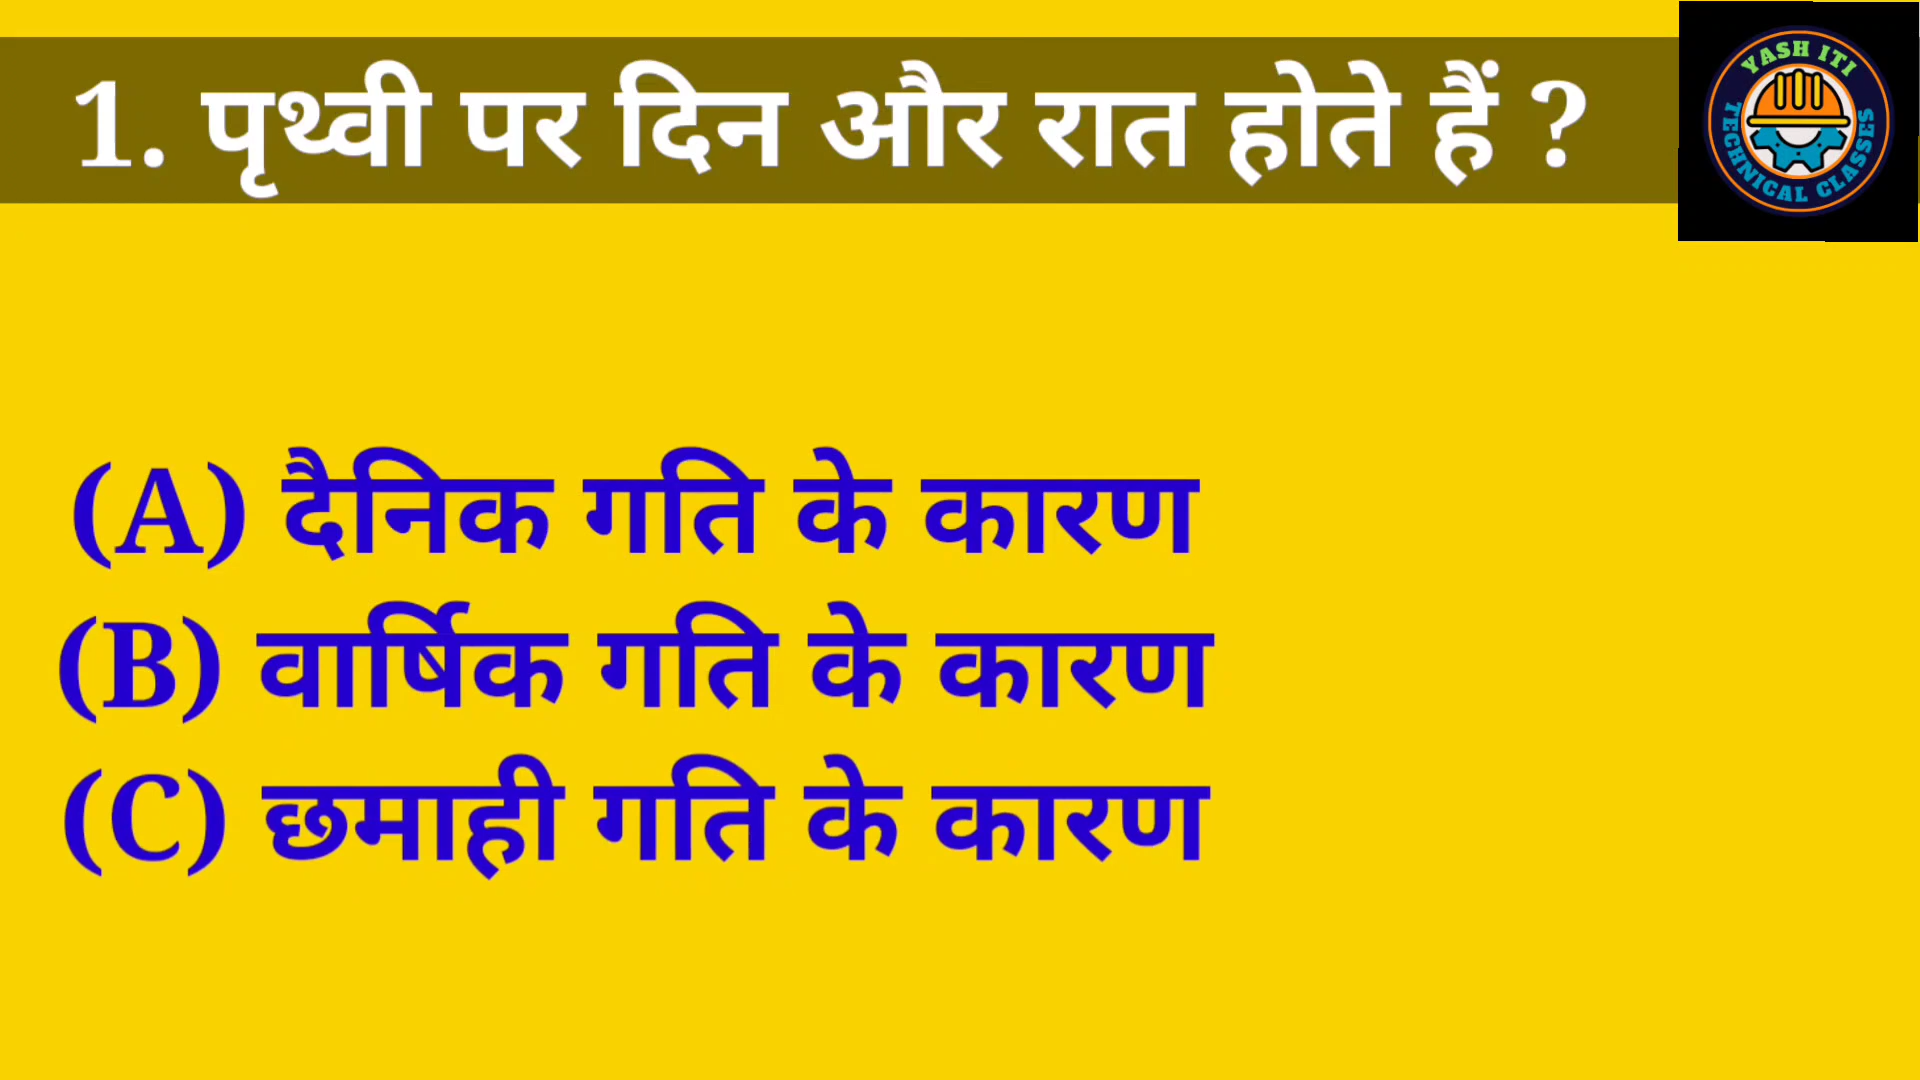 1. पृथ्वी पर दिन और रात होते हैं ?
YASH ITI
TECHNICAL CLASSES
(A) दैनिक गति के कारण
(B) वार्षिक गति के कारण
(C) छमाही गति के कारण